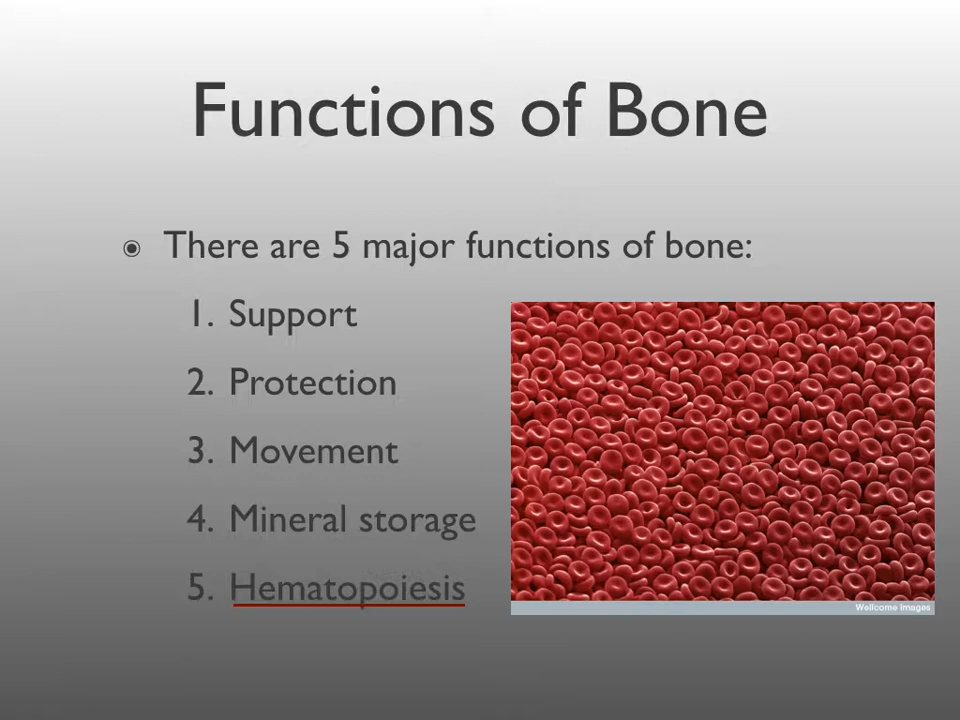 Functions of Bone
◉ There are 5 major functions of bone:
1. Support
2. Protection
3. Movement
4. Mineral storage
5. Hematopoiesis
Wellcome Images